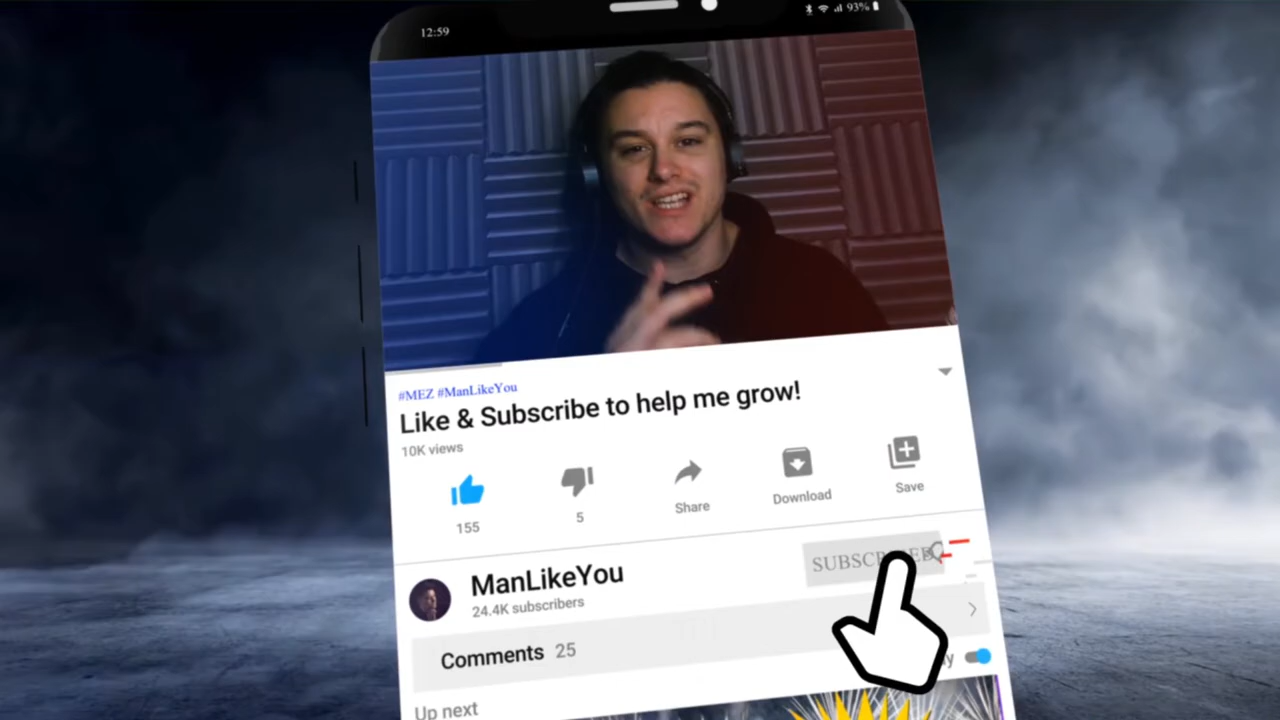 12:59
93%
#MEZ #ManLikeYou
Like & Subscribe to help me grow!
10K views
155
5
Share
Download
Save
ManLikeYou
SUBSCRIBED
24.4K subscribers
Comments 25
Up next